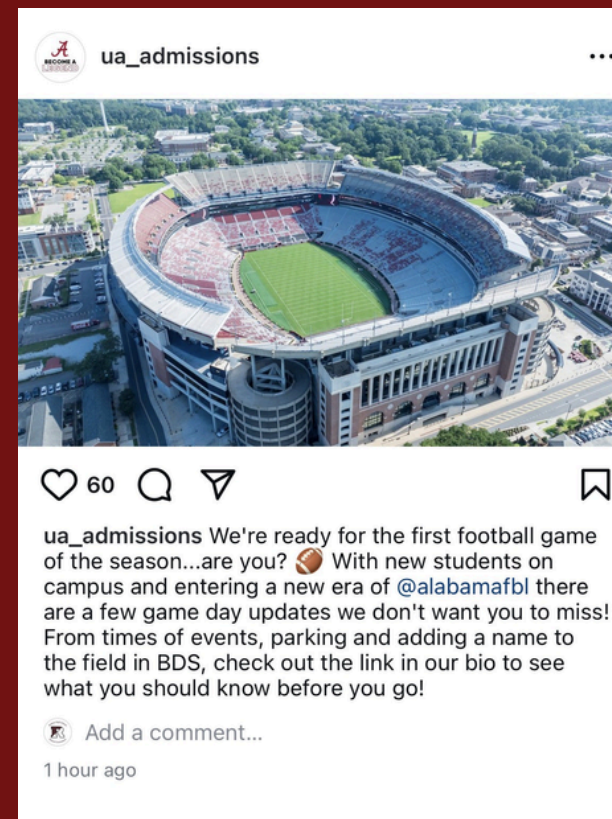 A
BECOME A
LEGEND
ua_admissions
60
ua_admissions We're ready for the first football game
of the season...are you? 🏈 With new students on
campus and entering a new era of @alabamafbl there
are a few game day updates we don't want you to miss!
From times of events, parking and adding a name to
the field in BDS, check out the link in our bio to see
what you should know before you go!
Add a comment...
1 hour ago